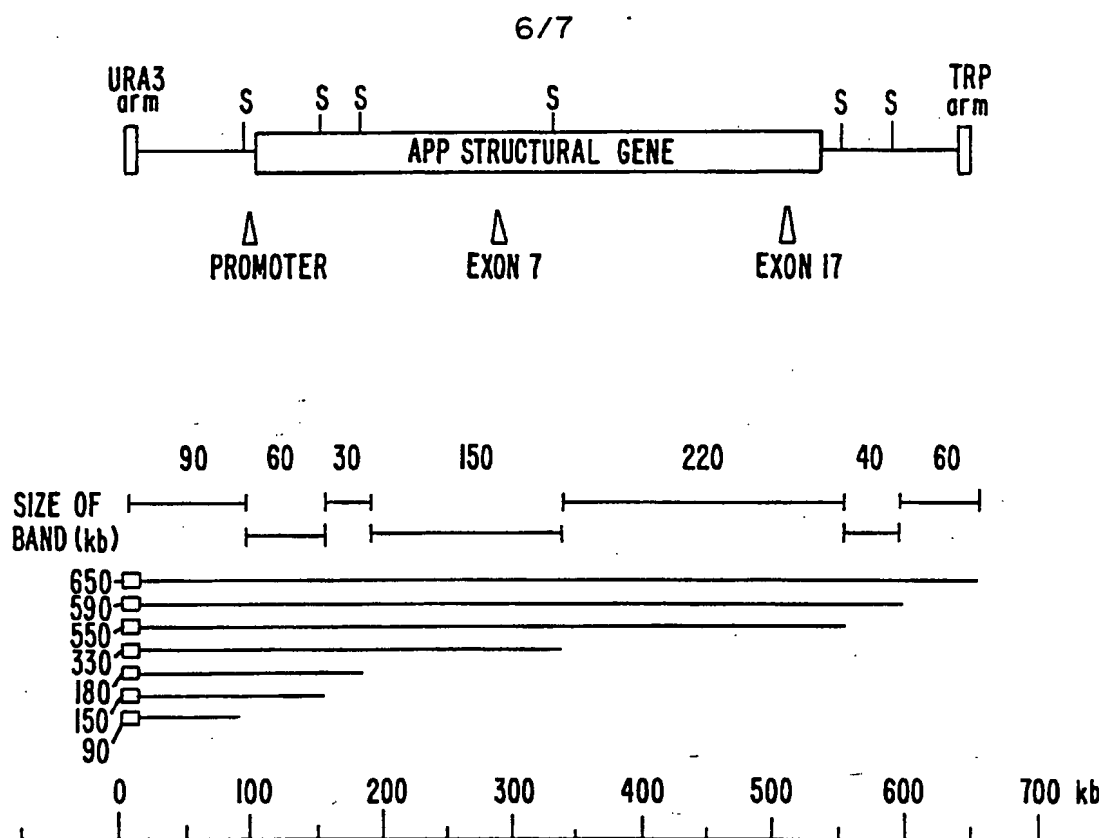 6/7
URA3 arm
TRP arm
S S S S S S
APP STRUCTURAL GENE
PROMOTER EXON 7 EXON 17
90 60 30 150 220 40 60
SIZE OF
BAND (kb)
650
590
550
330
180
150
90
0 100 200 300 400 500 600 700 kb